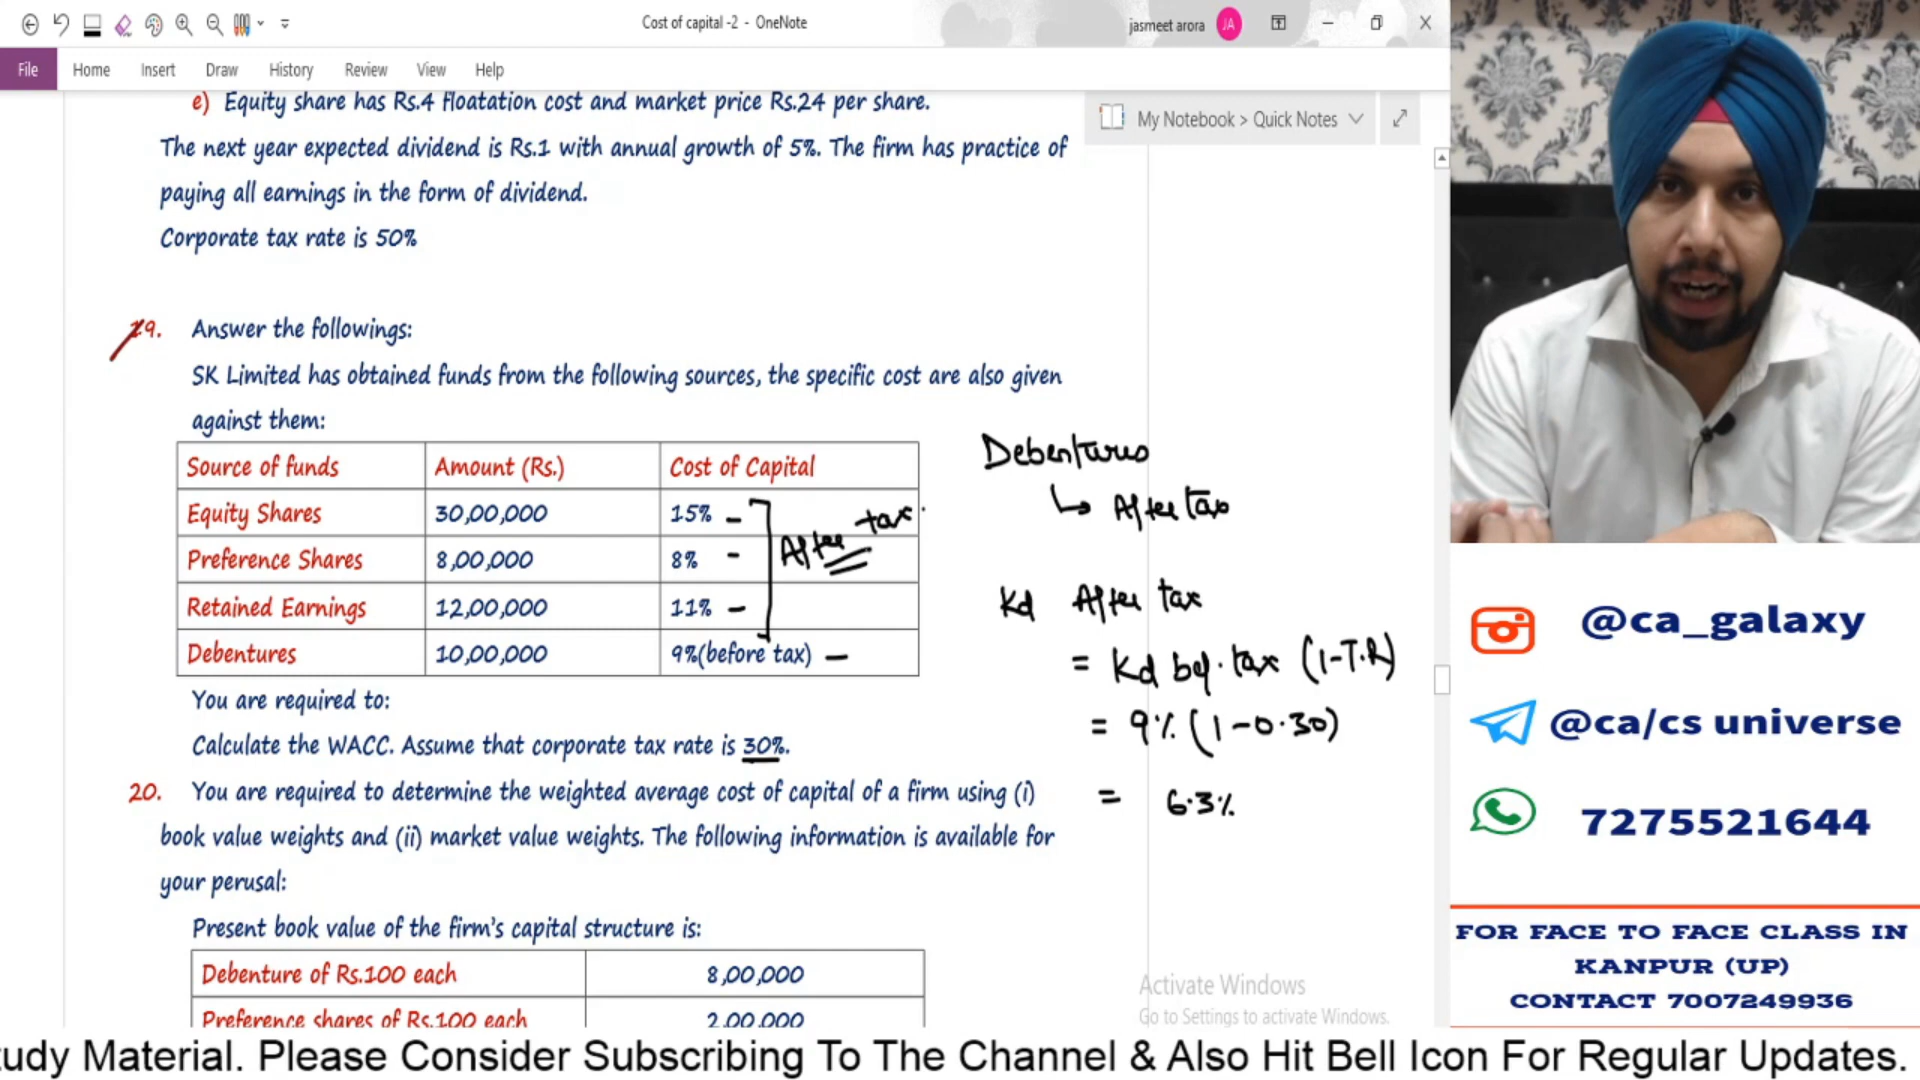 Cost of capital -2 - OneNote
jasmeet arora JA
File Home Insert Draw History Review View Help
My Notebook > Quick Notes
e) Equity share has Rs.4 floatation cost and market price Rs.24 per share.
The next year expected dividend is Rs.1 with annual growth of 5%. The firm has practice of
paying all earnings in the form of dividend.
Corporate tax rate is 50%
19. Answer the followings:
SK Limited has obtained funds from the following sources, the specific cost are also given
against them:
Source of funds Amount (Rs.) Cost of Capital
Equity Shares 30,00,000 15%
Preference Shares 8,00,000 8%
Retained Earnings 12,00,000 11%
Debentures 10,00,000 9%(before tax)
After tax
You are required to:
Calculate the WACC. Assume that corporate tax rate is 30%.
Debentures
After tax
Kd After tax
= Kd bef. tax (1-T.R)
= 9% (1-0.30)
= 6.3%
20. You are required to determine the weighted average cost of capital of a firm using (i)
book value weights and (ii) market value weights. The following information is available for
your perusal:
Present book value of the firm's capital structure is:
Debenture of Rs.100 each 8,00,000
Preference shares of Rs.100 each 2,00,000
Activate Windows
Go to Settings to activate Windows.
@ca_galaxy
@ca/cs universe
7275521644
FOR FACE TO FACE CLASS IN
KANPUR (UP)
CONTACT 7007249936
tudy Material. Please Consider Subscribing To The Channel & Also Hit Bell Icon For Regular Updates.